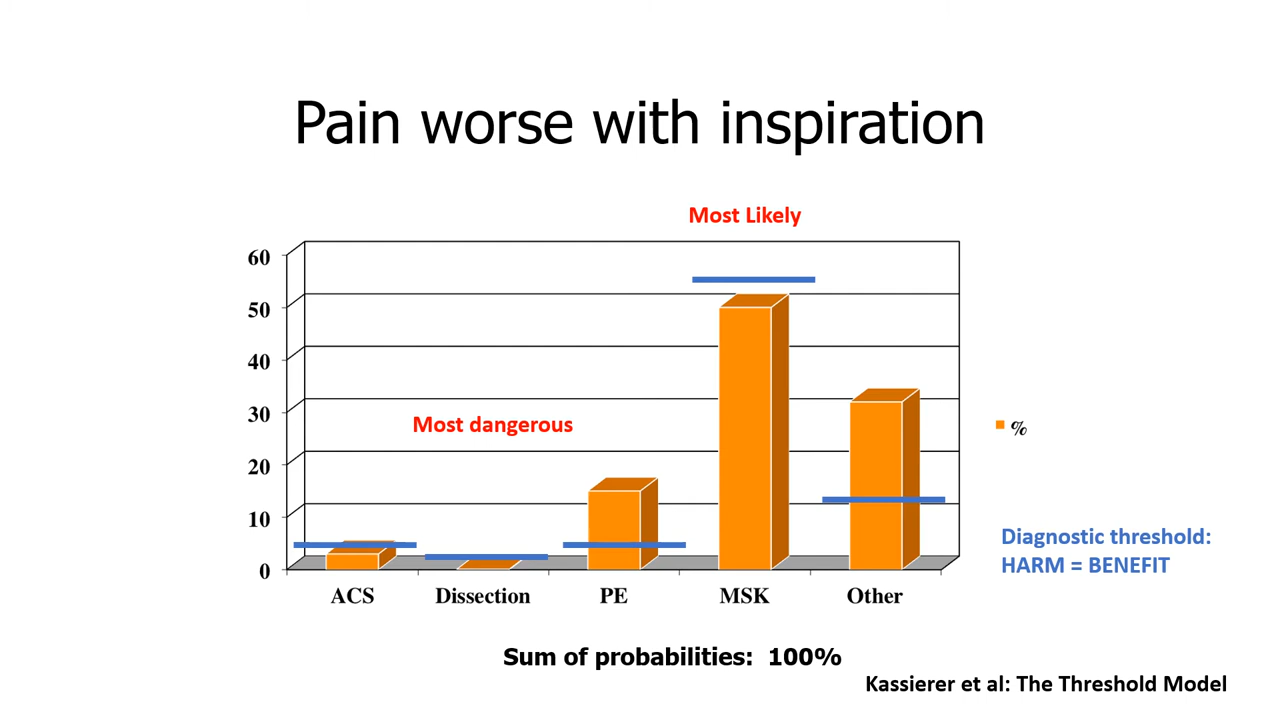 Pain worse with inspiration
Most Likely
60
50
40
30
20
10
0
Most dangerous
%
Diagnostic threshold:
HARM = BENEFIT
ACS Dissection PE MSK Other
Sum of probabilities: 100%
Kassierer et al: The Threshold Model